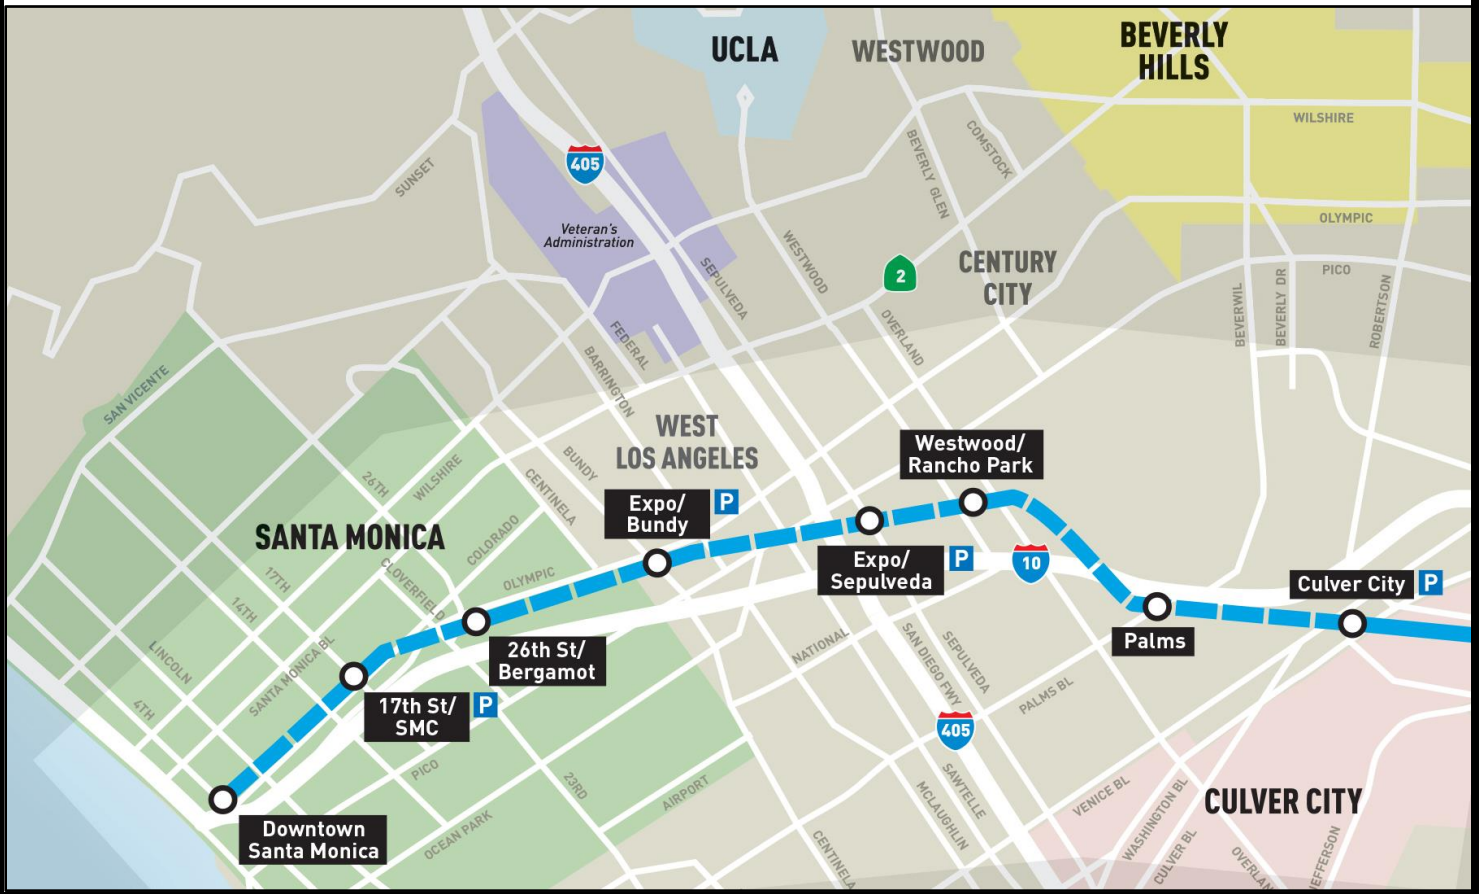 UCLA
WESTWOOD
BEVERLY
HILLS
WILSHIRE
405
SUNSET
BEVERLY GLEN
COMSTOCK
OLYMPIC
Veteran's
Administration
SEPULVEDA
WESTWOOD
2
CENTURY
CITY
PICO
BEVERWIL
BEVERLY DR
ROBERTSON
OVERLAND
FEDERAL
BARRINGTON
SAN VICENTE
WEST
LOS ANGELES
BUNDY
CENTINELA
26TH
WILSHIRE
COLORADO
Westwood/
Rancho Park
Expo/
Bundy
P
SANTA MONICA
OLYMPIC
CLOVERFIELD
17TH
14TH
LINCOLN
SANTA MONICA BL
4TH
Expo/
Sepulveda
P
10
Culver City
P
Palms
26th St/
Bergamot
17th St/
SMC
P
NATIONAL
SAN DIEGO FWY
SEPULVEDA
PALMS BL
405
PICO
23RD
AIRPORT
OCEAN PARK
Downtown
Santa Monica
CENTINELA
MCLAUGHLIN
SAWTELLE
VENICE BL
WASHINGTON BL
CULVER BL
CULVER CITY
OVERLAN
EFFERSON